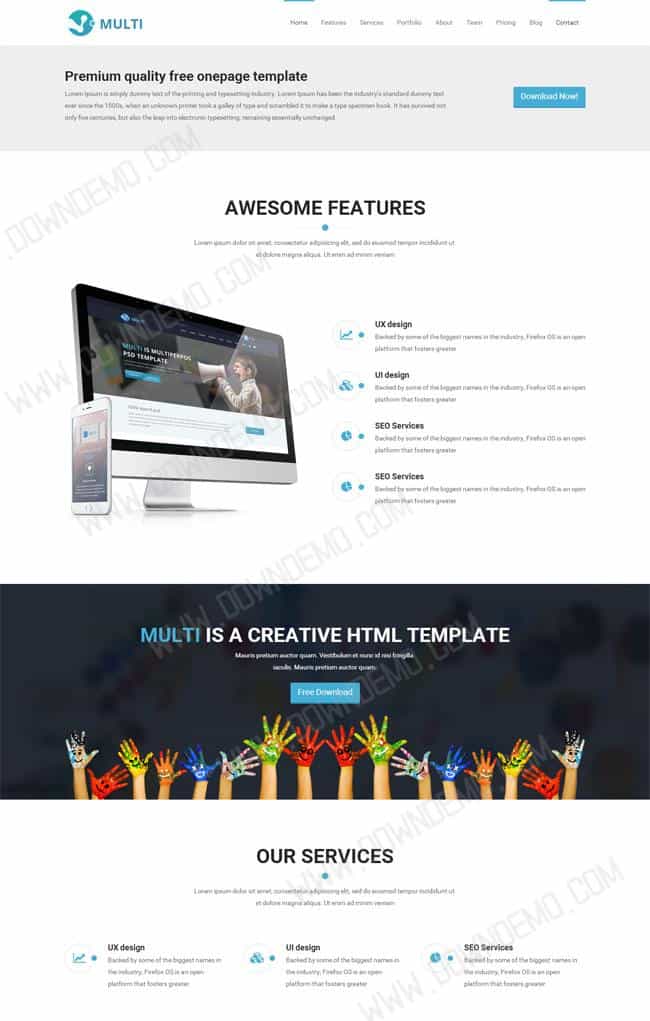 MULTI
Home Features Services Portfolio About Team Pricing Blog Contact
Premium quality free onepage template
Lorem Ipsum is simply dummy text of the printing and typesetting industry. Lorem Ipsum has been the industry's standard dummy text
ever since the 1500s, when an unknown printer took a galley of type and scrambled it to make a type specimen book. It has survived not
only five centuries, but also the leap into electronic typesetting, remaining essentially unchanged.
Download Now!
AWESOME FEATURES
Lorem ipsum dolor sit amet, consectetur adipisicing elit, sed do eiusmod tempor incididunt ut
et dolore magna aliqua. Ut enim ad minim veniam
MULTI
MULTI IS MULTIPERPOS
PSD TEMPLATE
UX design
Backed by some of the biggest names in the industry, Firefox OS is an open
platform that fosters greater
UI design
Backed by some of the biggest names in the industry, Firefox OS is an open
platform that fosters greater
SEO Services
Backed by some of the biggest names in the industry, Firefox OS is an open
platform that fosters greater
SEO Services
Backed by some of the biggest names in the industry, Firefox OS is an open
platform that fosters greater
MULTI IS A CREATIVE HTML TEMPLATE
Mauris pretium auctor quam. Vestibulum et nunc id nisi fringilla
iaculis. Mauris pretium auctor quam.
Free Download
OUR SERVICES
Lorem ipsum dolor sit amet, consectetur adipisicing elit, sed do eiusmod tempor incididunt ut
et dolore magna aliqua. Ut enim ad minim veniam
UX design
Backed by some of the biggest names in
the industry, Firefox OS is an open
platform that fosters greater
UI design
Backed by some of the biggest names in
the industry, Firefox OS is an open
platform that fosters greater
SEO Services
Backed by some of the biggest names in
the industry, Firefox OS is an open
platform that fosters greater
WWW.DOWNDEMO.COM
WWW.DOWNDEMO.COM
WWW.DOWNDEMO.COM
WWW.DOWNDEMO.COM
WWW.DOWNDEMO.COM